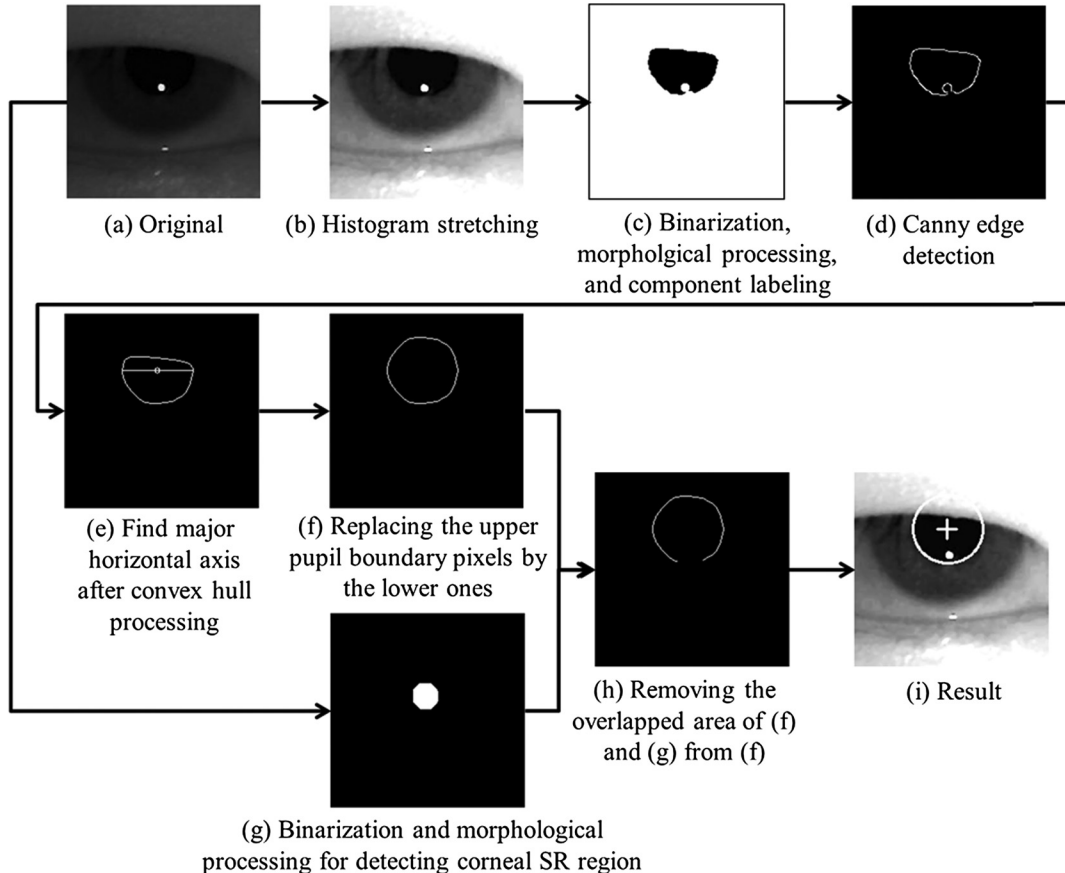 (a) Original
(b) Histogram stretching
(c) Binarization,
morpholgical processing,
and component labeling
(d) Canny edge
detection
(e) Find major
horizontal axis
after convex hull
processing
(f) Replacing the upper
pupil boundary pixels by
the lower ones
(g) Binarization and morphological
processing for detecting corneal SR region
(h) Removing the
overlapped area of (f)
and (g) from (f)
(i) Result